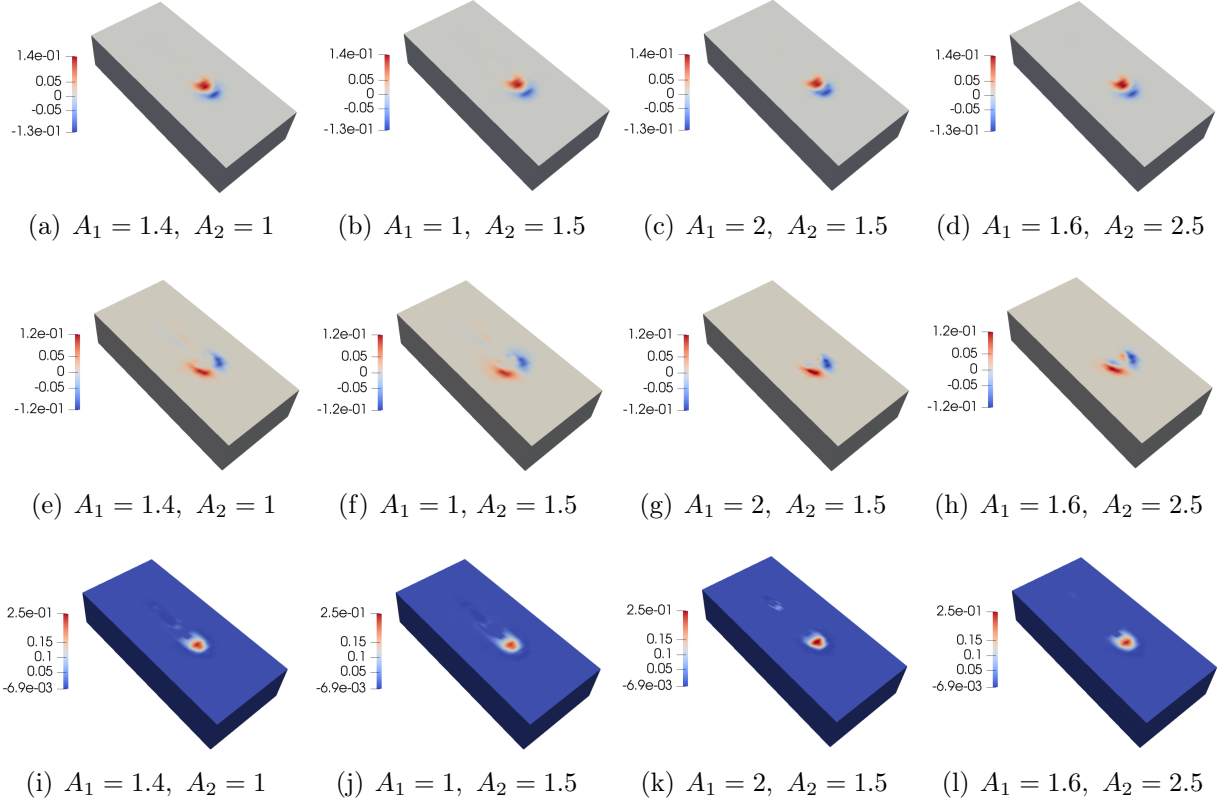 1.4e-01
0.05
0
-0.05
-1.3e-01
1.4e-01
0.05
0
-0.05
-1.3e-01
1.4e-01
0.05
0
-0.05
-1.3e-01
1.4e-01
0.05
0
-0.05
-1.3e-01
(a) A₁ = 1.4, A₂ = 1
(b) A₁ = 1, A₂ = 1.5
(c) A₁ = 2, A₂ = 1.5
(d) A₁ = 1.6, A₂ = 2.5
1.2e-01
0.05
0
-0.05
-1.2e-01
1.2e-01
0.05
0
-0.05
-1.2e-01
1.2e-01
0.05
0
-0.05
-1.2e-01
1.2e-01
0.05
0
-0.05
-1.2e-01
(e) A₁ = 1.4, A₂ = 1
(f) A₁ = 1, A₂ = 1.5
(g) A₁ = 2, A₂ = 1.5
(h) A₁ = 1.6, A₂ = 2.5
2.5e-01
0.15
0.1
0.05
-6.9e-03
2.5e-01
0.15
0.1
0.05
-6.9e-03
2.5e-01
0.15
0.1
0.05
-6.9e-03
2.5e-01
0.15
0.1
0.05
-6.9e-03
(i) A₁ = 1.4, A₂ = 1
(j) A₁ = 1, A₂ = 1.5
(k) A₁ = 2, A₂ = 1.5
(l) A₁ = 1.6, A₂ = 2.5